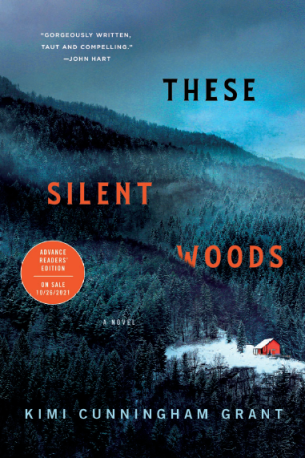 "GORGEOUSLY WRITTEN,
TAUT AND COMPELLING."
—JOHN HART
THESE
SILENT
WOODS
ADVANCE
READERS'
EDITION
ON SALE
10/26/2021
A NOVEL
KIMI CUNNINGHAM GRANT